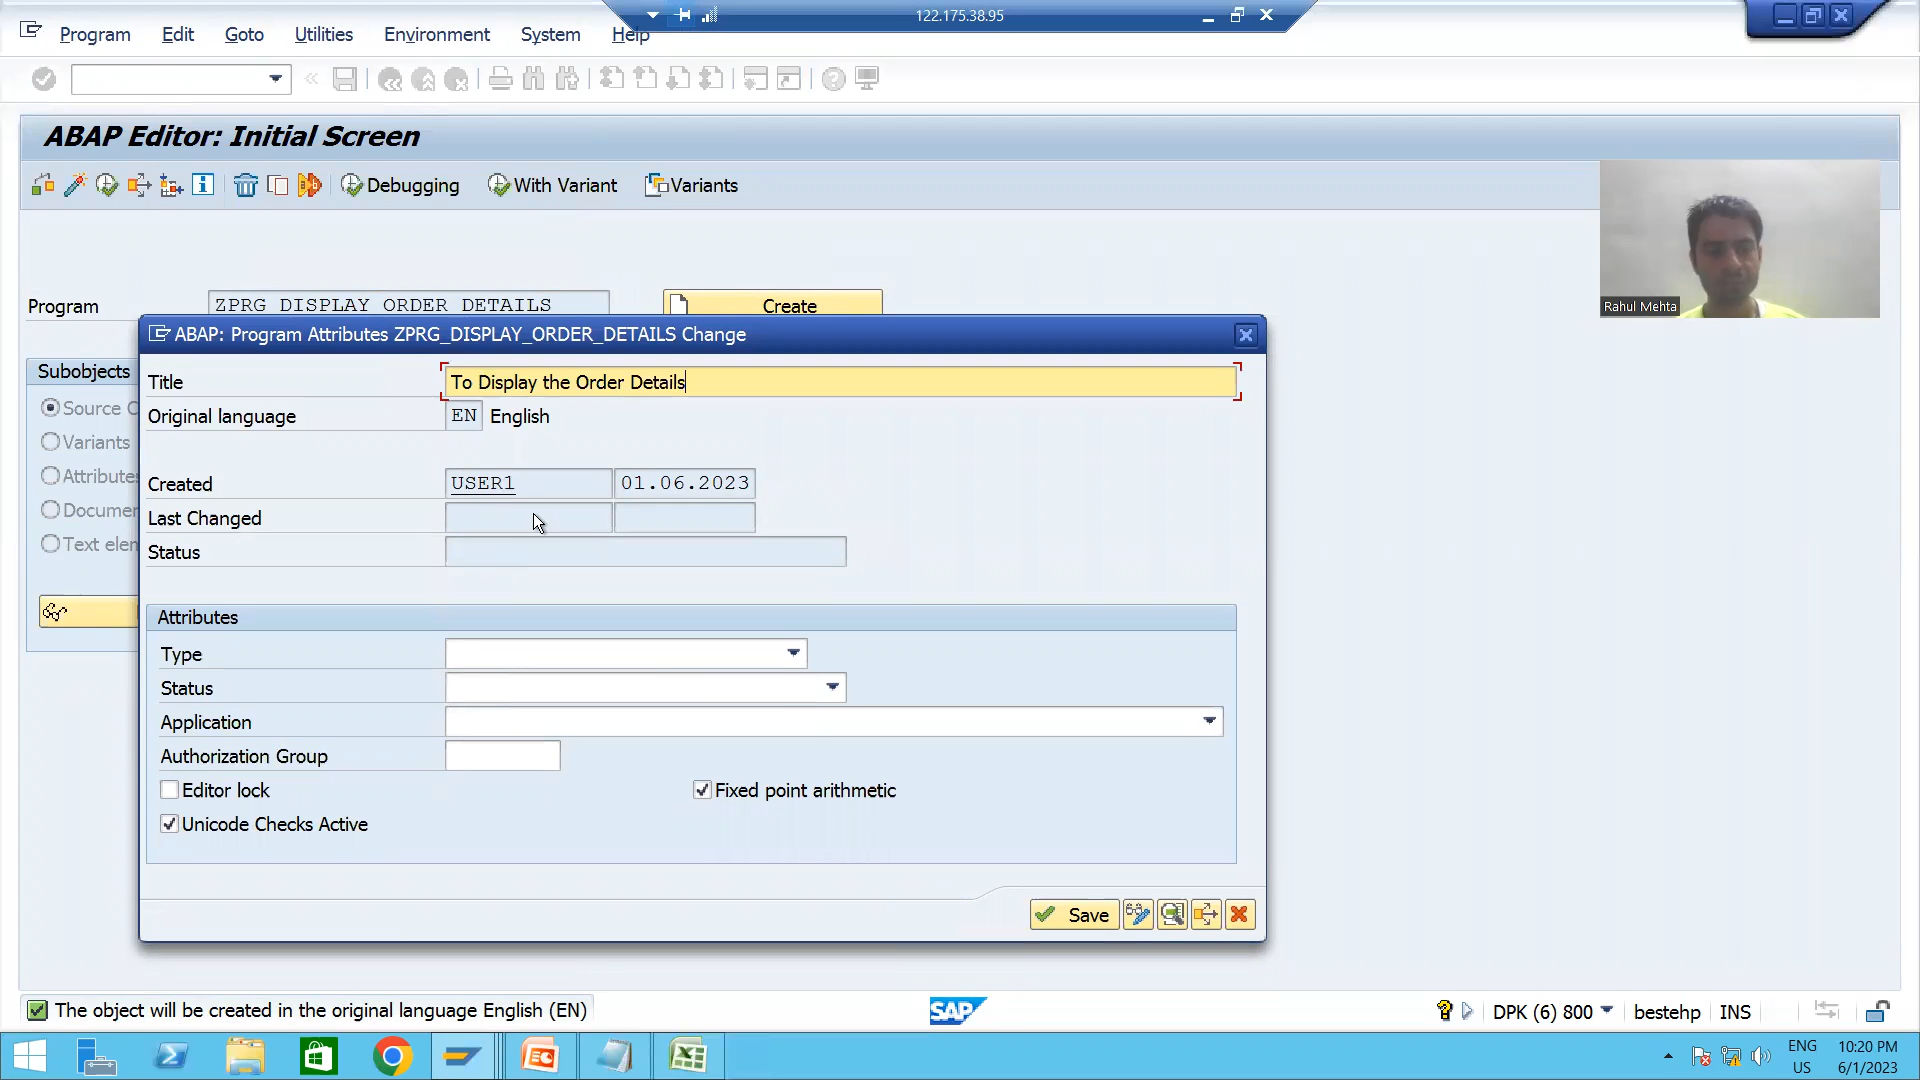 122.175.38.95
Program Edit Goto Utilities Environment System Help
ABAP Editor: Initial Screen
Debugging With Variant Variants
Rahul Mehta
Program ZPRG_DISPLAY_ORDER_DETAILS Create
ABAP: Program Attributes ZPRG_DISPLAY_ORDER_DETAILS Change
Subobjects
Title To Display the Order Details
Source C
Original language EN English
Variants
Attribute
Created USER1 01.06.2023
Documen
Last Changed
Text elen
Status
Attributes
Type
Status
Application
Authorization Group
Editor lock Fixed point arithmetic
Unicode Checks Active
Save
The object will be created in the original language English (EN)
SAP
DPK (6) 800 bestehp INS
ENG 10:20 PM
US 6/1/2023